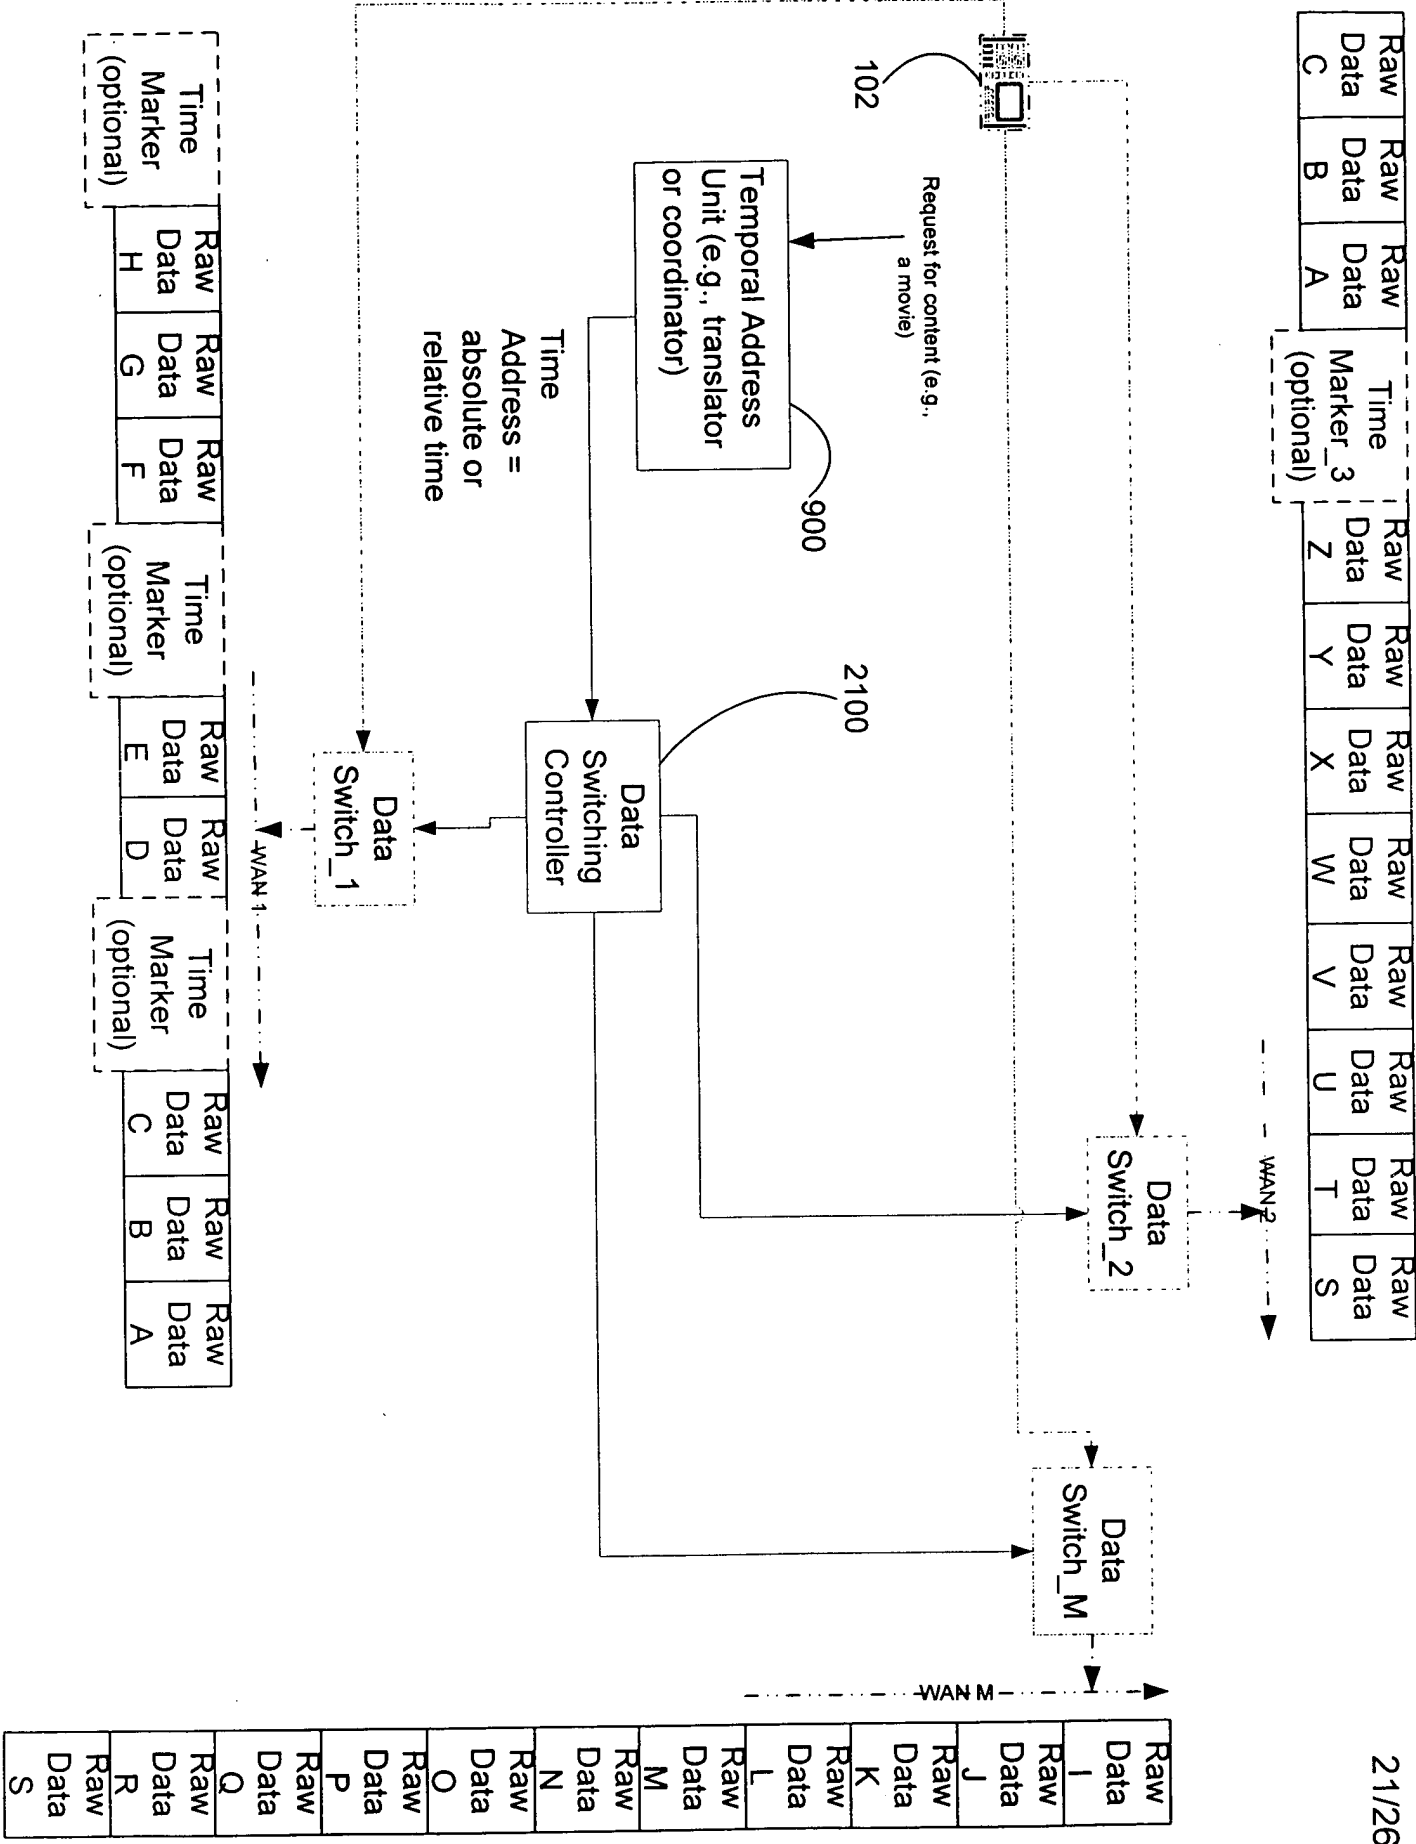 21/26
Raw
Data
C
Raw
Data
B
Raw
Data
A
Time
Marker_3
(optional)
Raw
Data
Z
Raw
Data
Y
Raw
Data
X
Raw
Data
W
Raw
Data
V
Raw
Data
U
Raw
Data
T
Raw
Data
S
WAN 2
Data
Switch_2
Data
Switch_M
WAN M
102
Request for content (e.g.,
a movie)
Temporal Address
Unit (e.g., translator
or coordinator)
900
2100
Time
Address =
absolute or
relative time
Data
Switching
Controller
Data
Switch_1
WAN 1
Raw
Data
I
Raw
Data
J
Raw
Data
K
Raw
Data
L
Raw
Data
M
Raw
Data
N
Raw
Data
O
Raw
Data
P
Raw
Data
Q
Raw
Data
R
Raw
Data
S
Time
Marker
(optional)
Raw
Data
H
Raw
Data
G
Raw
Data
F
Time
Marker
(optional)
Raw
Data
E
Raw
Data
D
Time
Marker
(optional)
Raw
Data
C
Raw
Data
B
Raw
Data
A